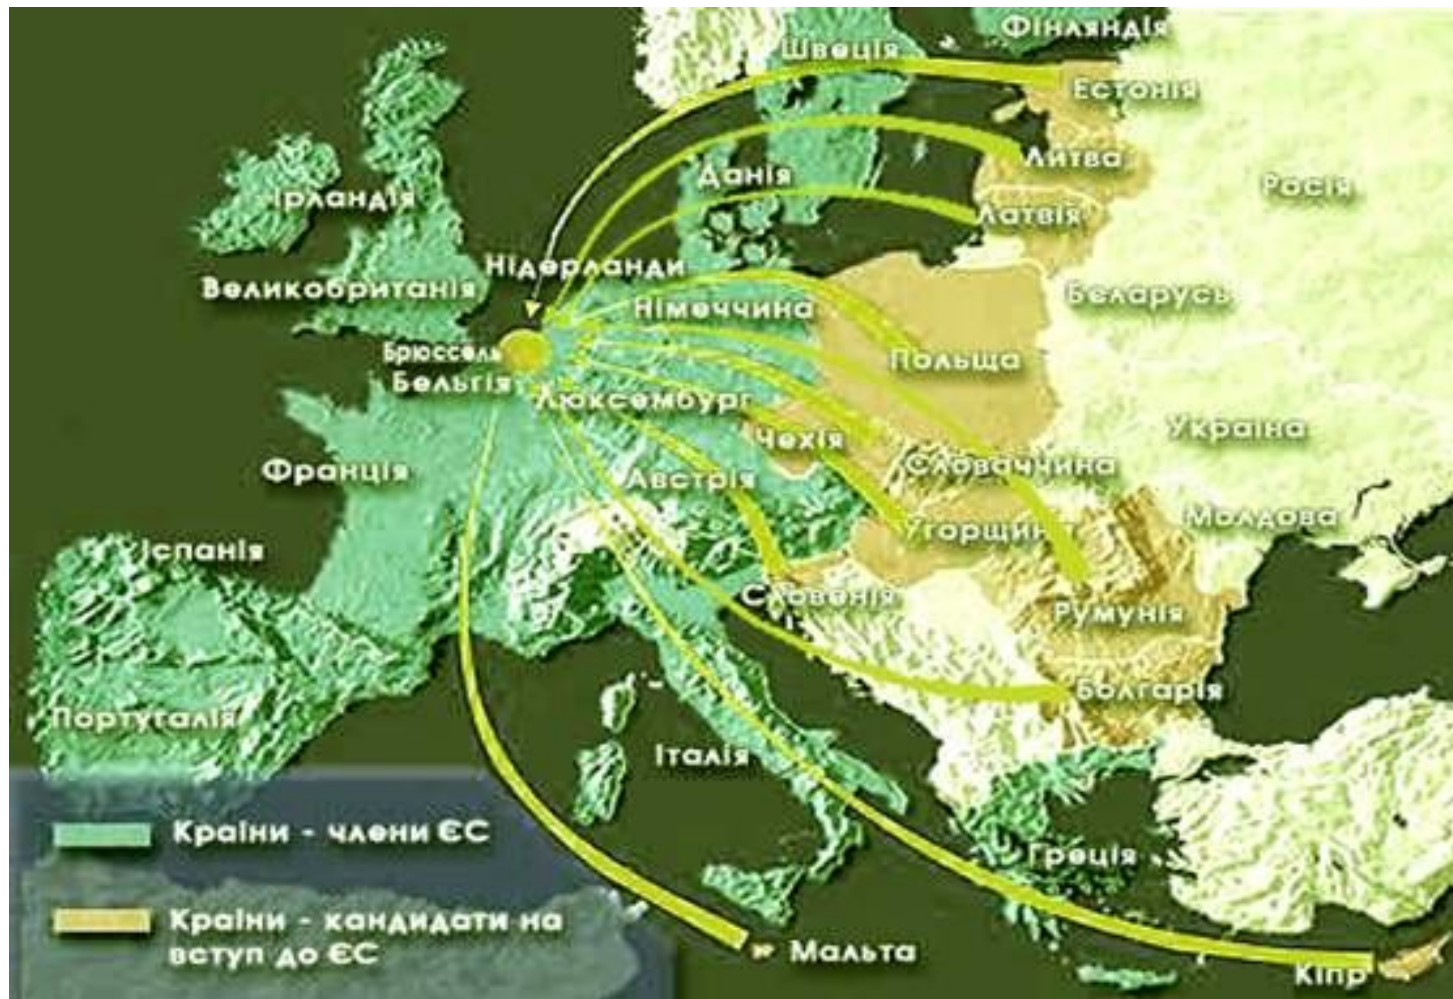 Швеція
Фінляндія
Естонія
Литва
Данія
Росія
Ірландія
Латвія
Нідерланди
Великобританія
Німеччина
Бєларусь
Брюссель
Бельгія
Польща
Люксембург
Чехія
Україна
Франція
Австрія
Словаччина
Угорщина
Молдова
Іспанія
Словенія
Румунія
Болгарія
Португалія
Італія
Країни - члени ЄС
Греція
Країни - кандидати на
вступ до ЄС
Мальта
Кіпр